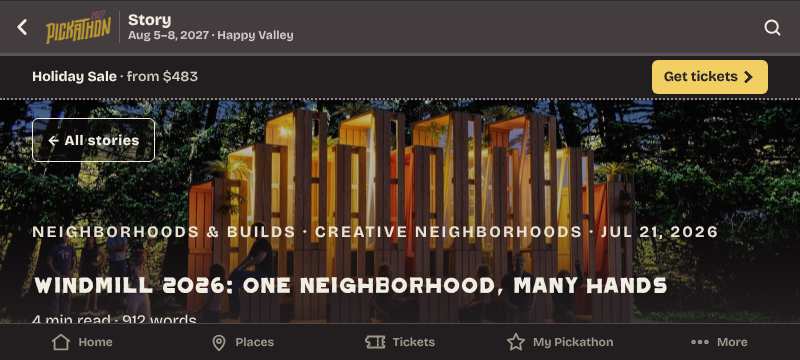 PICKATHON
Story
Aug 5–8, 2027 · Happy Valley
Holiday Sale · from $483
Get tickets
← All stories
NEIGHBORHOODS & BUILDS · CREATIVE NEIGHBORHOODS · JUL 21, 2026
WINDMILL 2026: ONE NEIGHBORHOOD, MANY HANDS
4 min read · 912 words
Home
Places
Tickets
My Pickathon
More